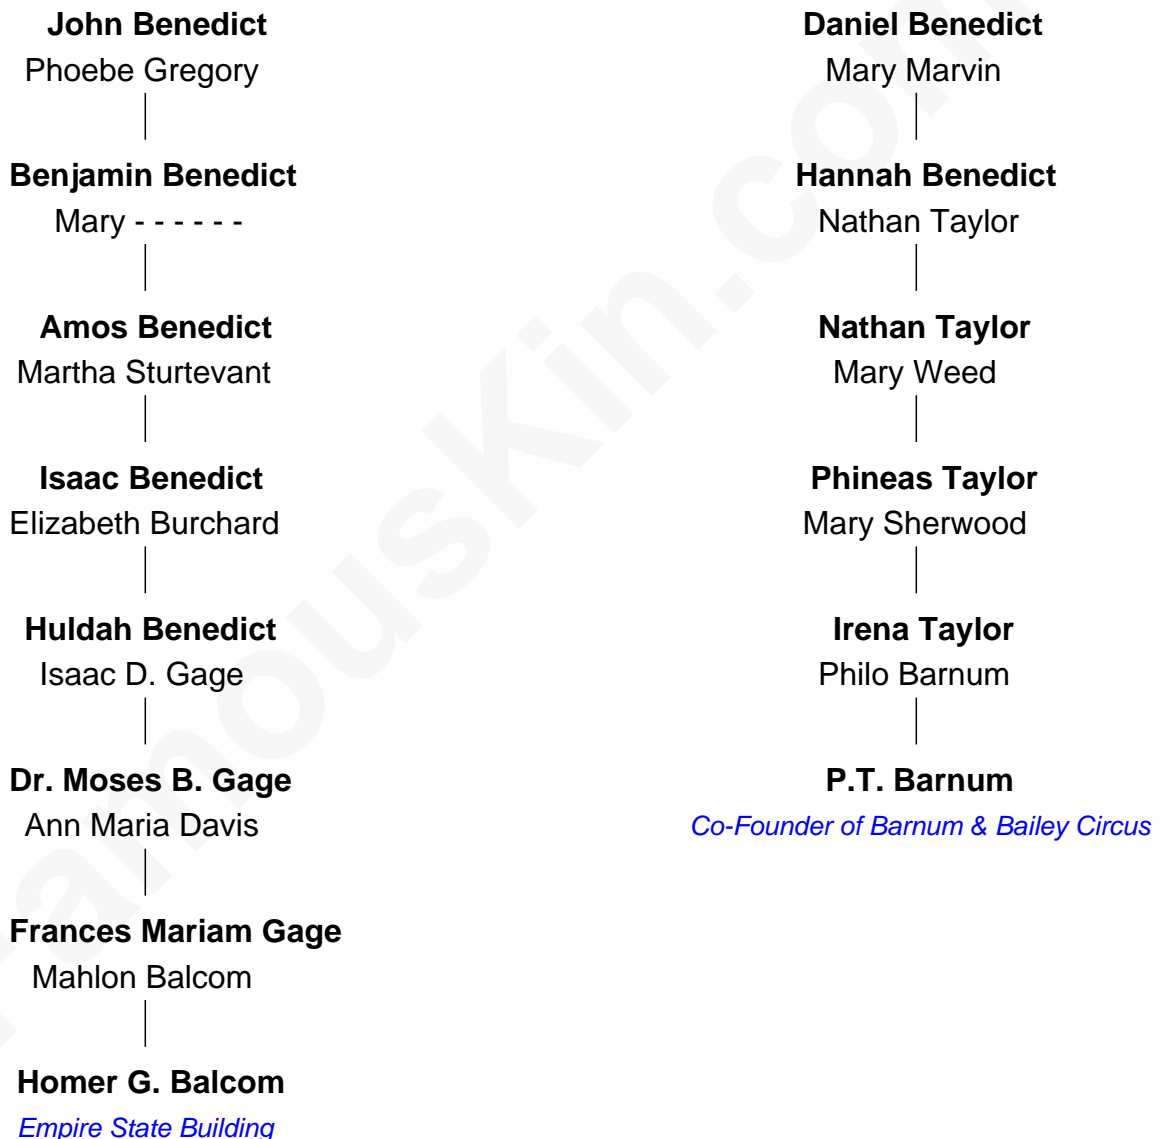 John Benedict
Phoebe Gregory
Benjamin Benedict
Mary - - - - - -
Amos Benedict
Martha Sturtevant
Isaac Benedict
Elizabeth Burchard
Huldah Benedict
Isaac D. Gage
Dr. Moses B. Gage
Ann Maria Davis
Frances Mariam Gage
Mahlon Balcom
Homer G. Balcom
Empire State Building
Daniel Benedict
Mary Marvin
Hannah Benedict
Nathan Taylor
Nathan Taylor
Mary Weed
Phineas Taylor
Mary Sherwood
Irena Taylor
Philo Barnum
P.T. Barnum
Co-Founder of Barnum & Bailey Circus
FamousKin.com